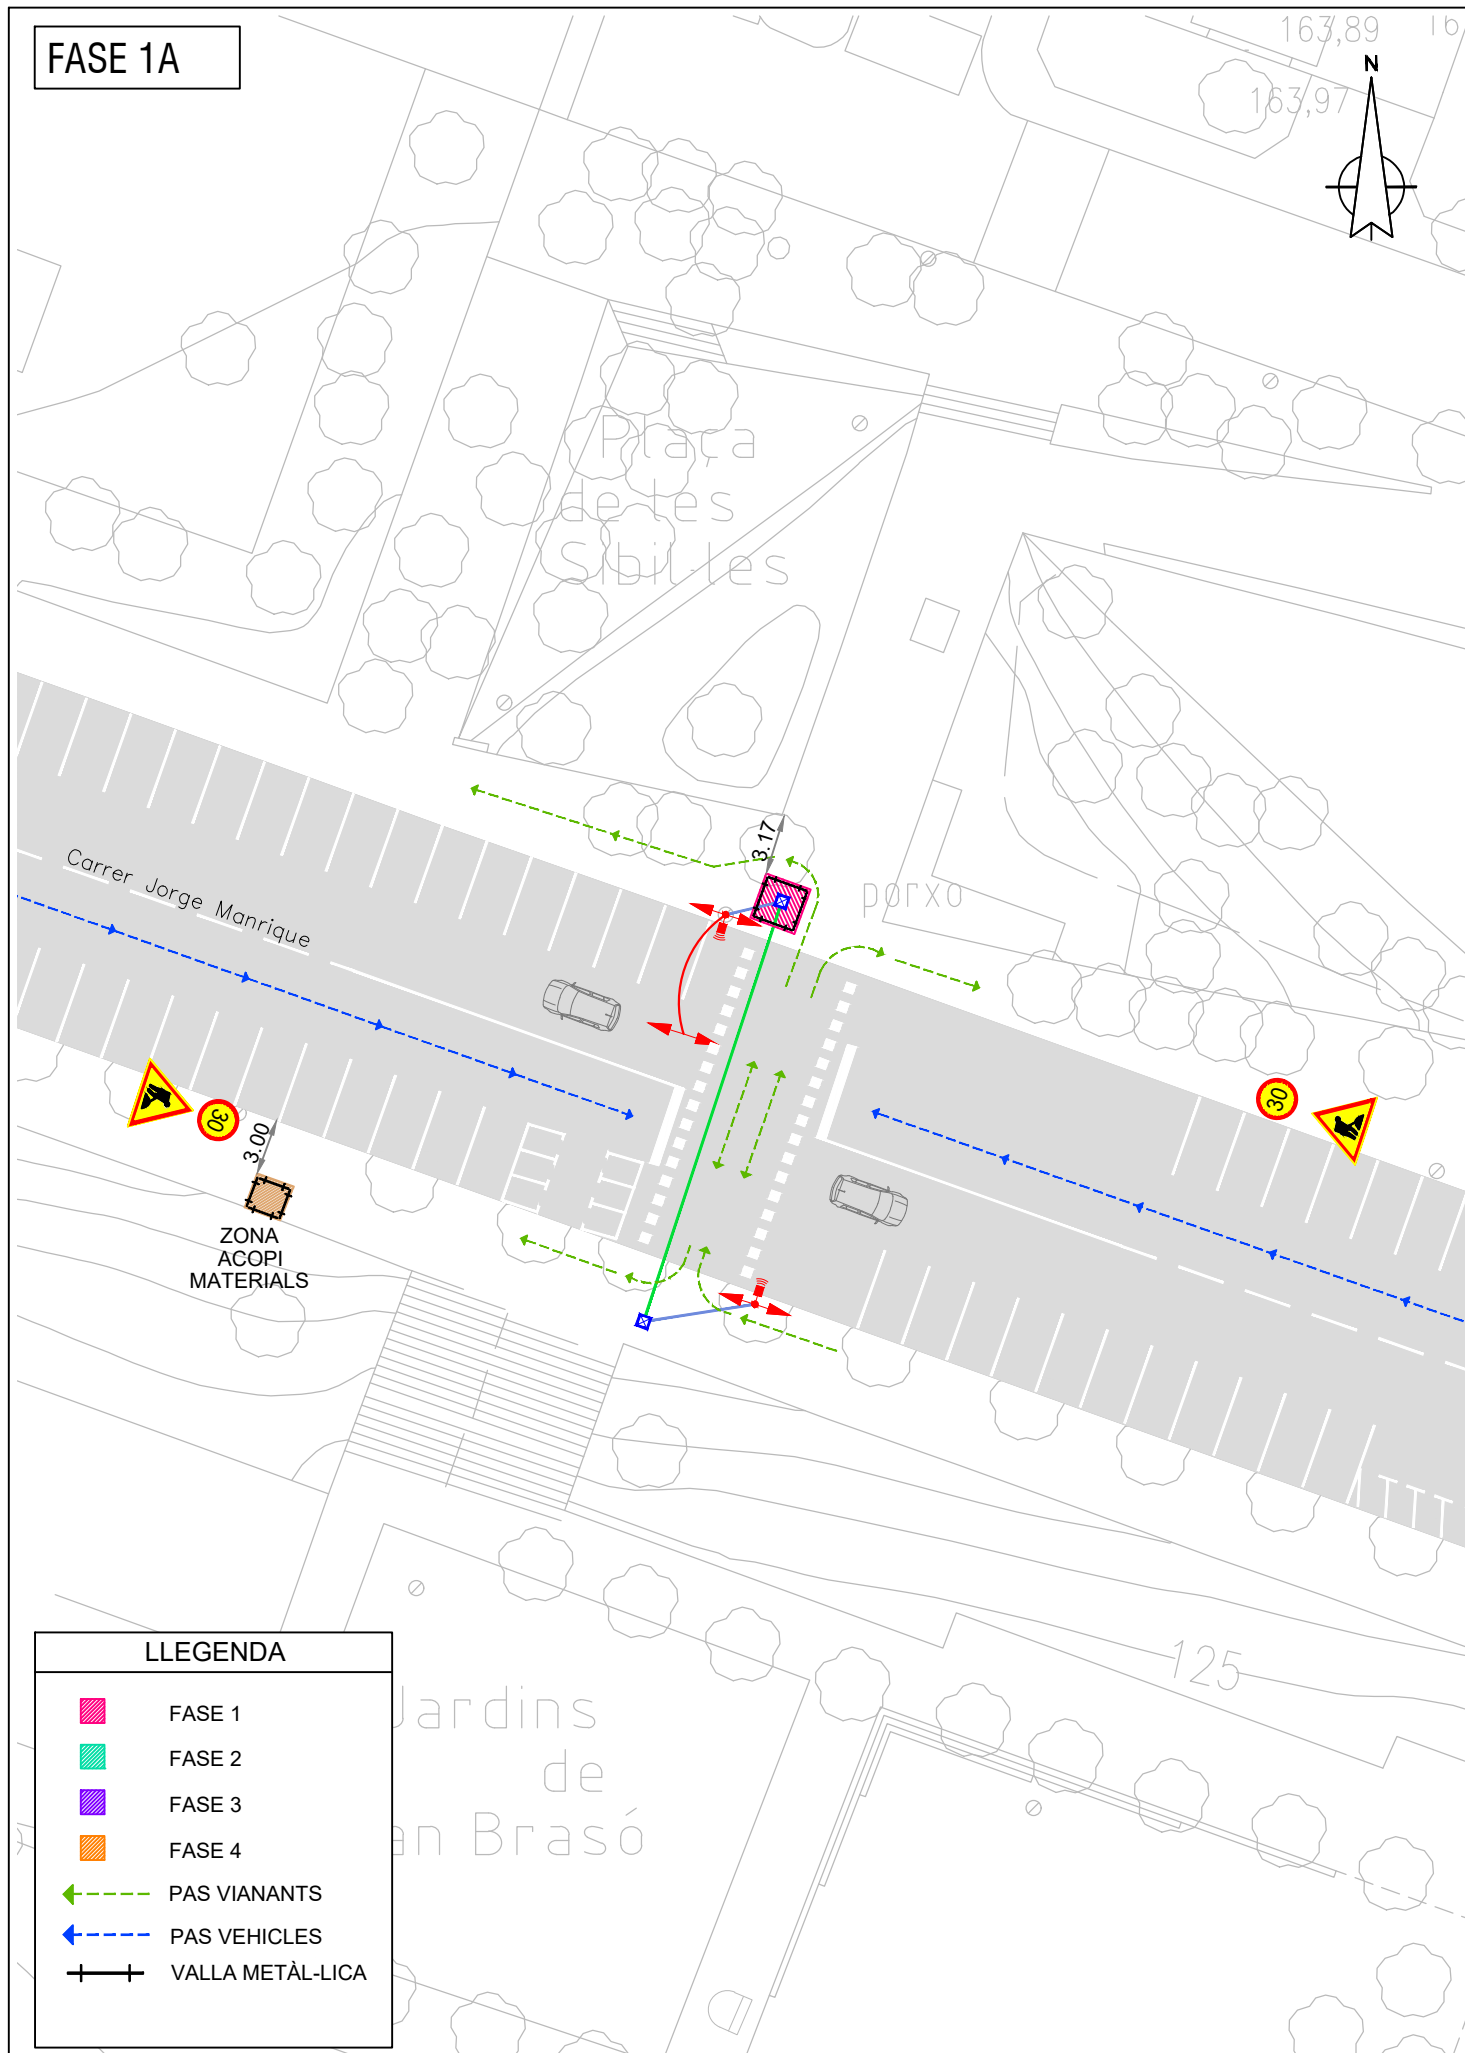 FASE 1A
163,89
16
163,97
N
Plaça
de les
Sibil·les
3.17
porxo
Carrer Jorge Manrique
30
30
3.00
ZONA
ACOPI
MATERIALS
125
Jardins
de
an Brasó
LLEGENDA
FASE 1
FASE 2
FASE 3
FASE 4
PAS VIANANTS
PAS VEHICLES
VALLA METÀL-LICA